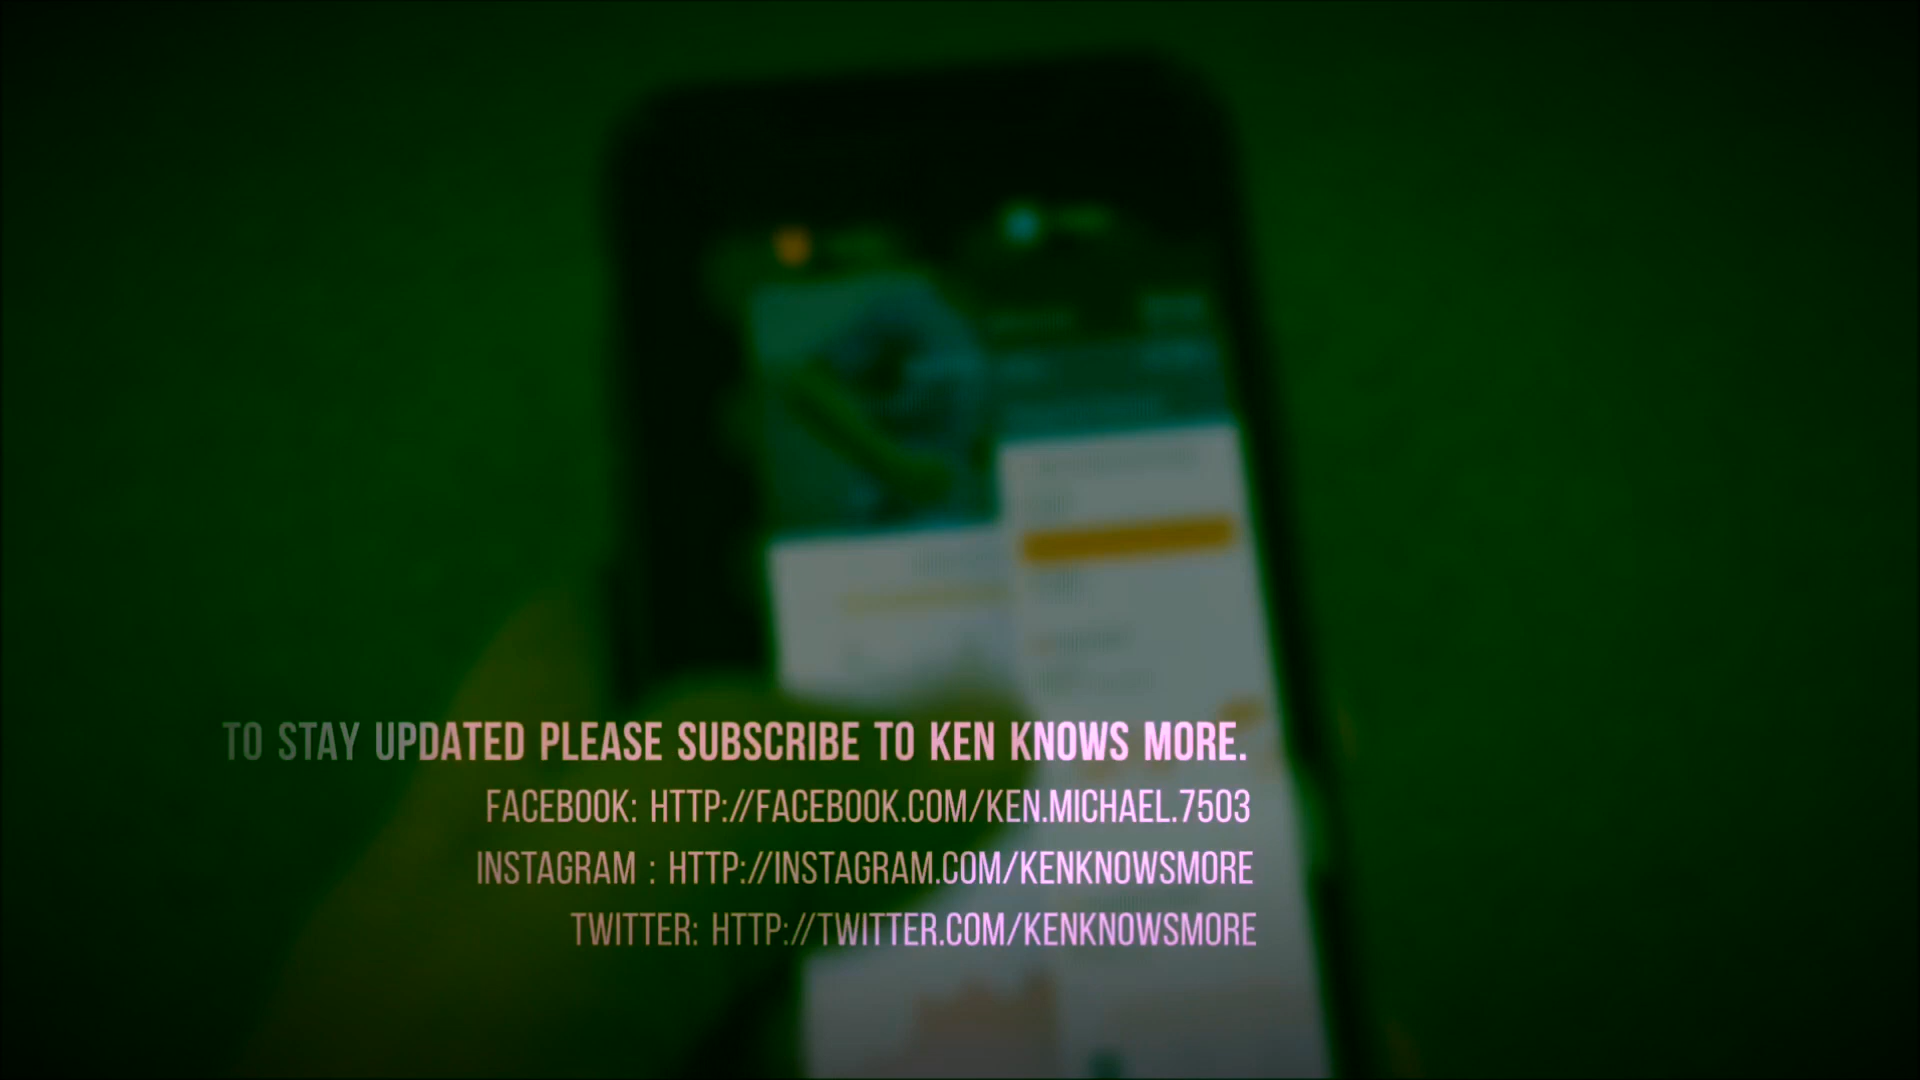 TO STAY UPDATED PLEASE SUBSCRIBE TO KEN KNOWS MORE.
FACEBOOK: HTTP://FACEBOOK.COM/KEN.MICHAEL.7503
INSTAGRAM : HTTP://INSTAGRAM.COM/KENKNOWSMORE
TWITTER: HTTP://TWITTER.COM/KENKNOWSMORE